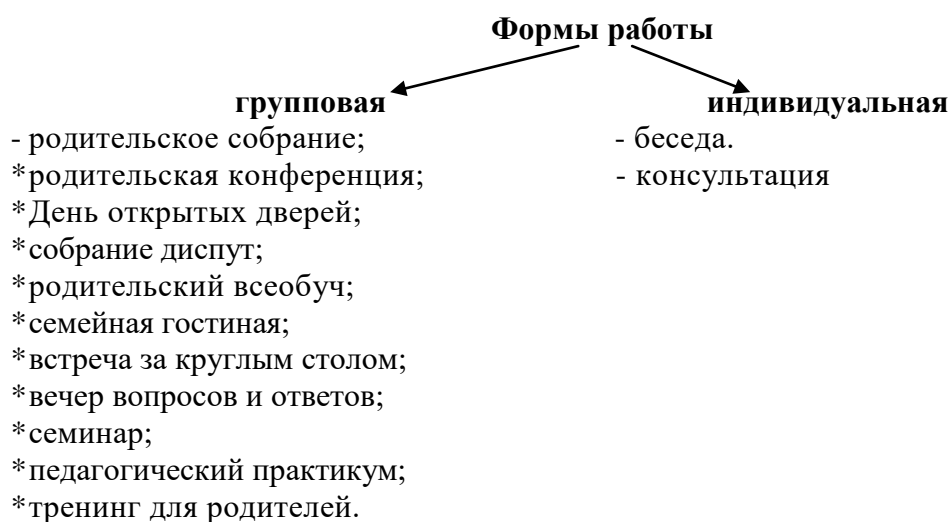 Формы работы
групповая индивидуальная
- родительское собрание; - беседа.
*родительская конференция; - консультация
*День открытых дверей;
*собрание диспут;
*родительский всеобуч;
*семейная гостиная;
*встреча за круглым столом;
*вечер вопросов и ответов;
*семинар;
*педагогический практикум;
*тренинг для родителей.